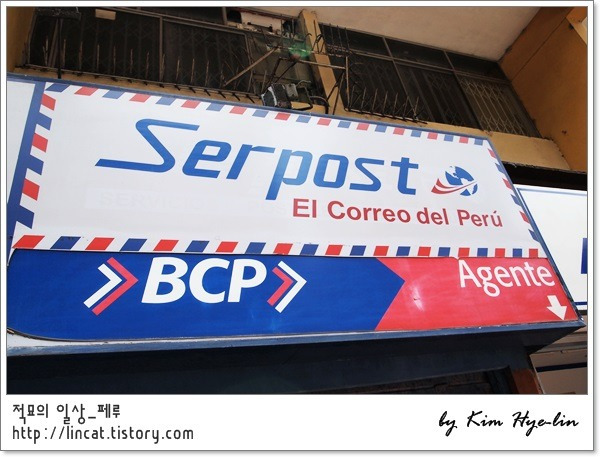 Serpost
El Correo del Perú
BCP
Agente
적묘의 일상_페루
http://lincat.tistory.com
by Kim Hye-lin